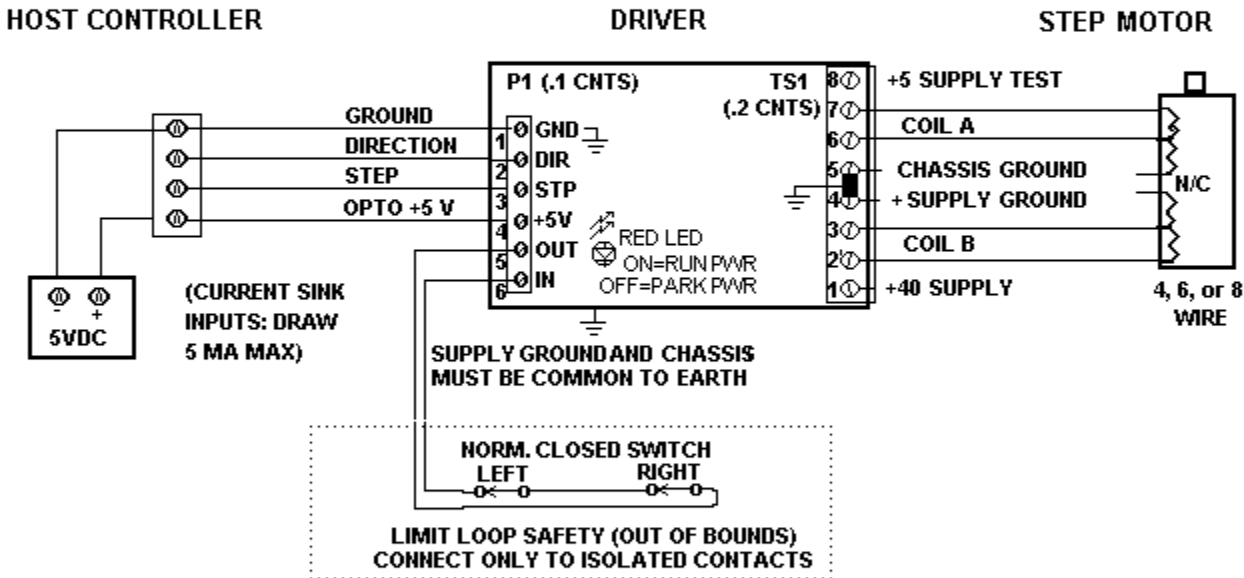 HOST CONTROLLER
DRIVER
STEP MOTOR
P1 (.1 CNTS)
TS1
(.2 CNTS)
GROUND
DIRECTION
STEP
OPTO +5 V
1
2
3
4
5
6
GND
DIR
STP
+5V
OUT
IN
RED LED
ON=RUN PWR
OFF=PARK PWR
8
7
6
5
4
3
2
1
+5 SUPPLY TEST
COIL A
CHASSIS GROUND
+ SUPPLY GROUND
COIL B
+40 SUPPLY
N/C
4, 6, or 8
WIRE
- +
5VDC
(CURRENT SINK
INPUTS: DRAW
5 MA MAX)
SUPPLY GROUND AND CHASSIS
MUST BE COMMON TO EARTH
NORM. CLOSED SWITCH
LEFT
RIGHT
LIMIT LOOP SAFETY (OUT OF BOUNDS)
CONNECT ONLY TO ISOLATED CONTACTS